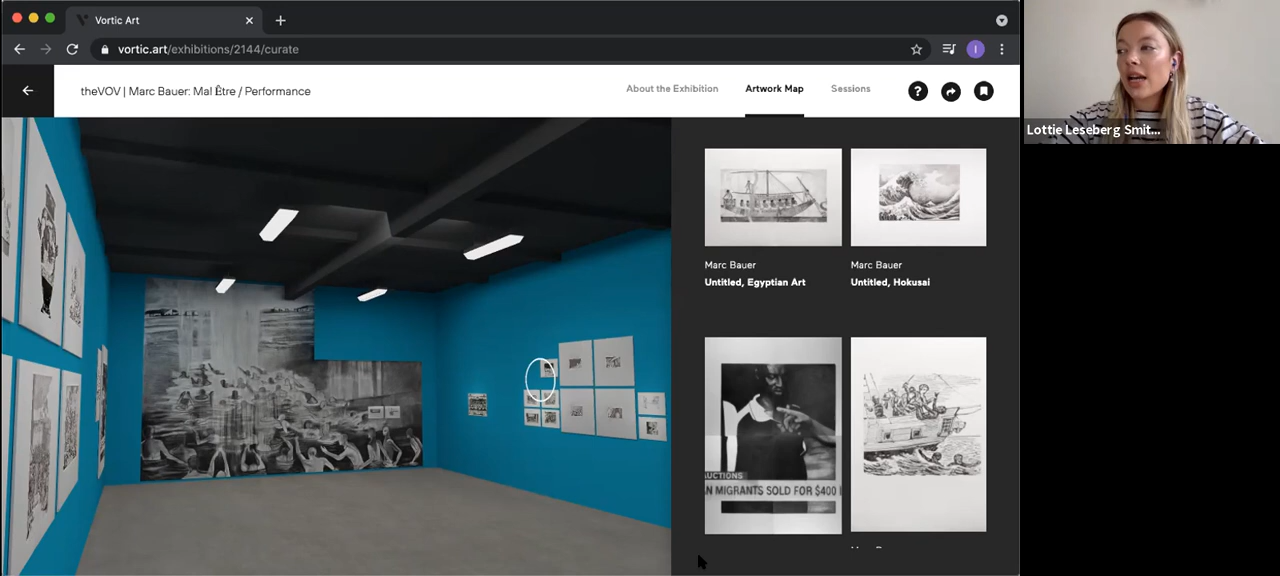 Vortic Art
vortic.art/exhibitions/2144/curate
I
theVOV | Marc Bauer: Mal Être / Performance
About the Exhibition
Artwork Map
Sessions
?
Lottie Leseberg Smit...
Marc Bauer
Untitled, Egyptian Art
Marc Bauer
Untitled, Hokusai
AUCTIONS
AN MIGRANTS SOLD FOR $400